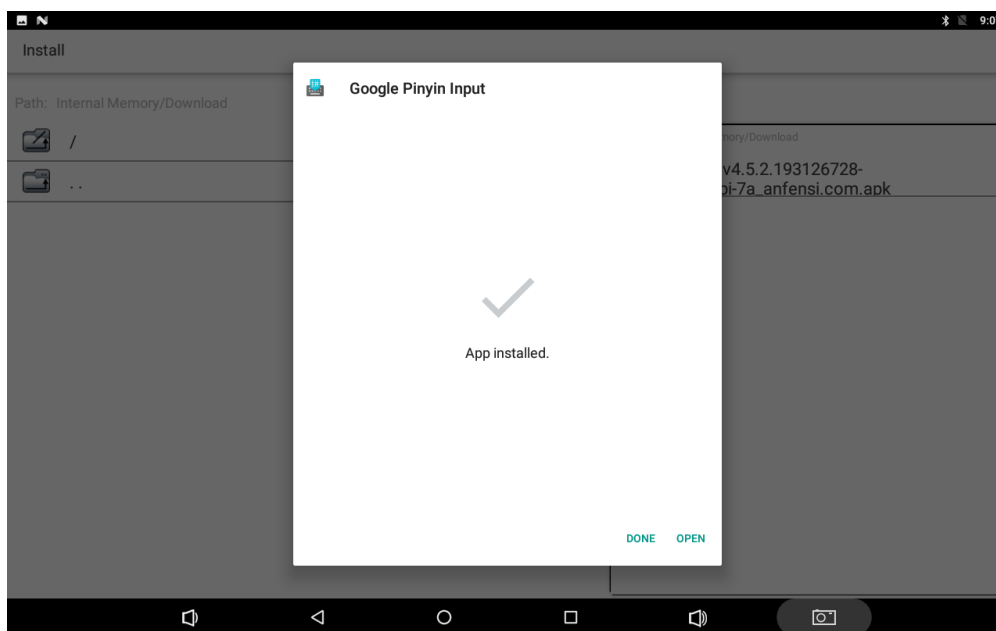 9:0
Install
Google Pinyin Input
Path: Internal Memory/Download
/
. .
mory/Download
v4.5.2.193126728-
pi-7a_anfensi.com.apk
App installed.
DONE OPEN